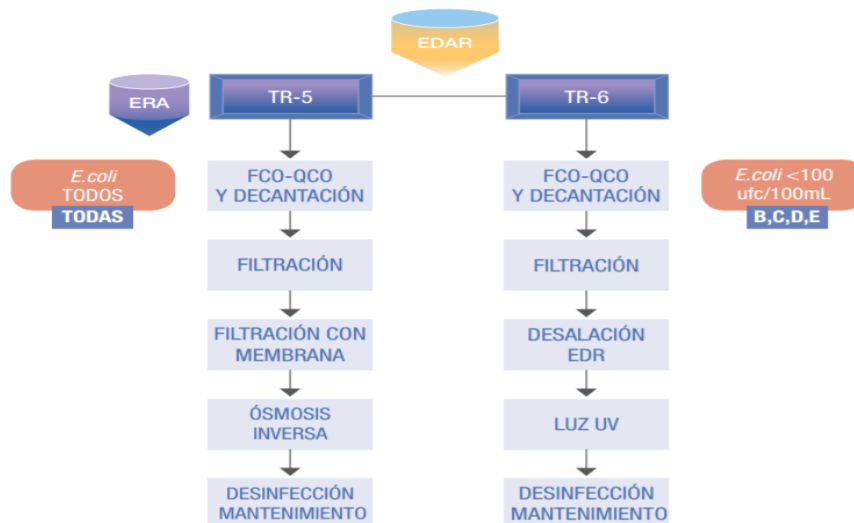 EDAR
ERA
TR-5
TR-6
E.coli
TODOS
TODAS
FCO-QCO
Y DECANTACIÓN
FCO-QCO
Y DECANTACIÓN
E.coli <100
ufc/100mL
B,C,D,E
FILTRACIÓN
FILTRACIÓN
FILTRACIÓN CON
MEMBRANA
DESALACIÓN
EDR
ÓSMOSIS
INVERSA
LUZ UV
DESINFECCIÓN
MANTENIMIENTO
DESINFECCIÓN
MANTENIMIENTO